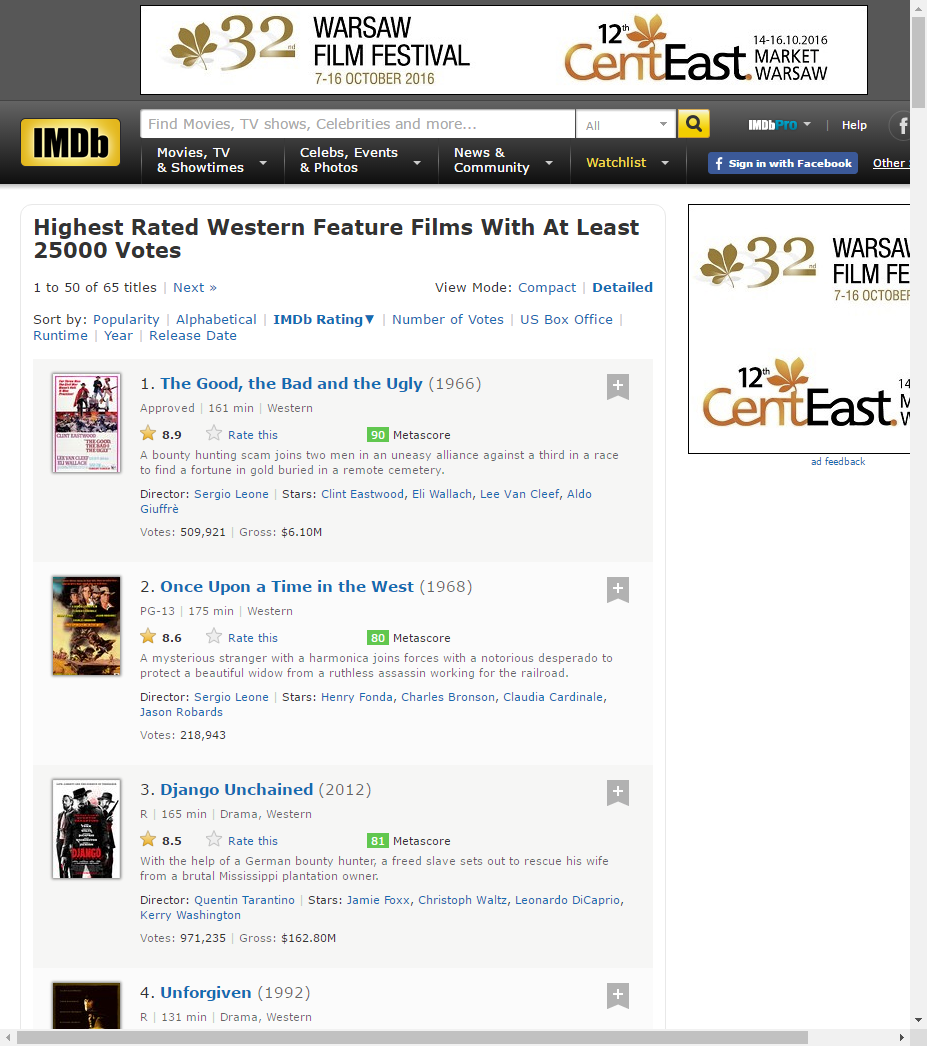 32nd WARSAW FILM FESTIVAL
7-16 OCTOBER 2016
12th CentEast. 14-16.10.2016 MARKET WARSAW
IMDb
Find Movies, TV shows, Celebrities and more...
All
IMDbPro | Help
Movies, TV & Showtimes
Celebs, Events & Photos
News & Community
Watchlist
Sign in with Facebook
Other
Highest Rated Western Feature Films With At Least
25000 Votes
1 to 50 of 65 titles | Next »
View Mode: Compact | Detailed
Sort by: Popularity | Alphabetical | IMDb Rating▼ | Number of Votes | US Box Office |
Runtime | Year | Release Date
1. The Good, the Bad and the Ugly (1966)
Approved | 161 min | Western
8.9 Rate this 90 Metascore
A bounty hunting scam joins two men in an uneasy alliance against a third in a race
to find a fortune in gold buried in a remote cemetery.
Director: Sergio Leone | Stars: Clint Eastwood, Eli Wallach, Lee Van Cleef, Aldo
Giuffrè
Votes: 509,921 | Gross: $6.10M
2. Once Upon a Time in the West (1968)
PG-13 | 175 min | Western
8.6 Rate this 80 Metascore
A mysterious stranger with a harmonica joins forces with a notorious desperado to
protect a beautiful widow from a ruthless assassin working for the railroad.
Director: Sergio Leone | Stars: Henry Fonda, Charles Bronson, Claudia Cardinale,
Jason Robards
Votes: 218,943
3. Django Unchained (2012)
R | 165 min | Drama, Western
8.5 Rate this 81 Metascore
With the help of a German bounty hunter, a freed slave sets out to rescue his wife
from a brutal Mississippi plantation owner.
Director: Quentin Tarantino | Stars: Jamie Foxx, Christoph Waltz, Leonardo DiCaprio,
Kerry Washington
Votes: 971,235 | Gross: $162.80M
4. Unforgiven (1992)
R | 131 min | Drama, Western
32nd WARSAW
FILM FE
7-16 OCTOBER
12th CentEast. 14
ad feedback